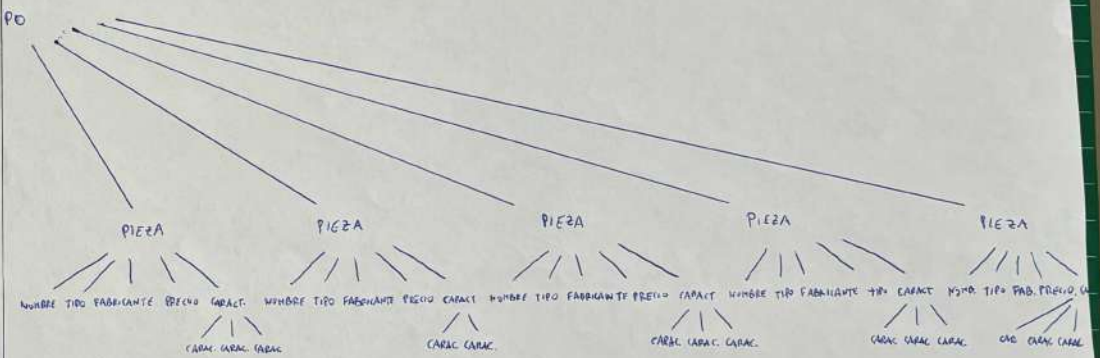 PO
PIEZA PIEZA PIEZA PIEZA PIEZA
NOMBRE TIPO FABRICANTE PRECIO CARACT. NOMBRE TIPO FABRICANTE PRECIO CARACT NOMBRE TIPO FABRICANTE PRECIO CARACT NOMBRE TIPO FABRICANTE TIPO CARACT NOMB. TIPO FAB. PRECIO. CA
CARAC. CARAC. CARAC CARAC CARAC. CARAC. CARAC. CARAC. CARAC CARAC CARAC CAR CARAC CARAC